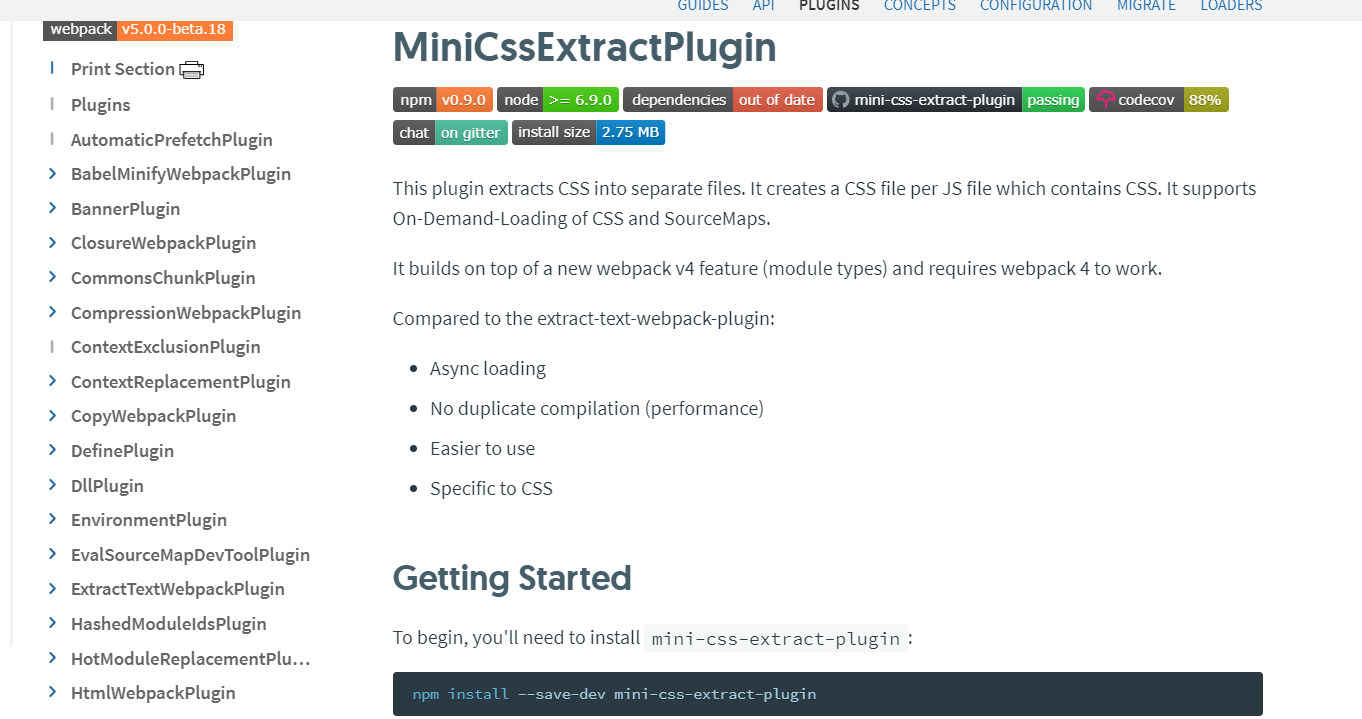 GUIDES API PLUGINS CONCEPTS CONFIGURATION MIGRATE LOADERS
webpack v5.0.0-beta.18
Print Section
Plugins
AutomaticPrefetchPlugin
BabelMinifyWebpackPlugin
BannerPlugin
ClosureWebpackPlugin
CommonsChunkPlugin
CompressionWebpackPlugin
ContextExclusionPlugin
ContextReplacementPlugin
CopyWebpackPlugin
DefinePlugin
DllPlugin
EnvironmentPlugin
EvalSourceMapDevToolPlugin
ExtractTextWebpackPlugin
HashedModuleIdsPlugin
HotModuleReplacementPlu...
HtmlWebpackPlugin
MiniCssExtractPlugin
npm v0.9.0 node >= 6.9.0 dependencies out of date mini-css-extract-plugin passing codecov 88%
chat on gitter install size 2.75 MB
This plugin extracts CSS into separate files. It creates a CSS file per JS file which contains CSS. It supports
On-Demand-Loading of CSS and SourceMaps.
It builds on top of a new webpack v4 feature (module types) and requires webpack 4 to work.
Compared to the extract-text-webpack-plugin:
• Async loading
• No duplicate compilation (performance)
• Easier to use
• Specific to CSS
Getting Started
To begin, you'll need to install mini-css-extract-plugin:
npm install --save-dev mini-css-extract-plugin